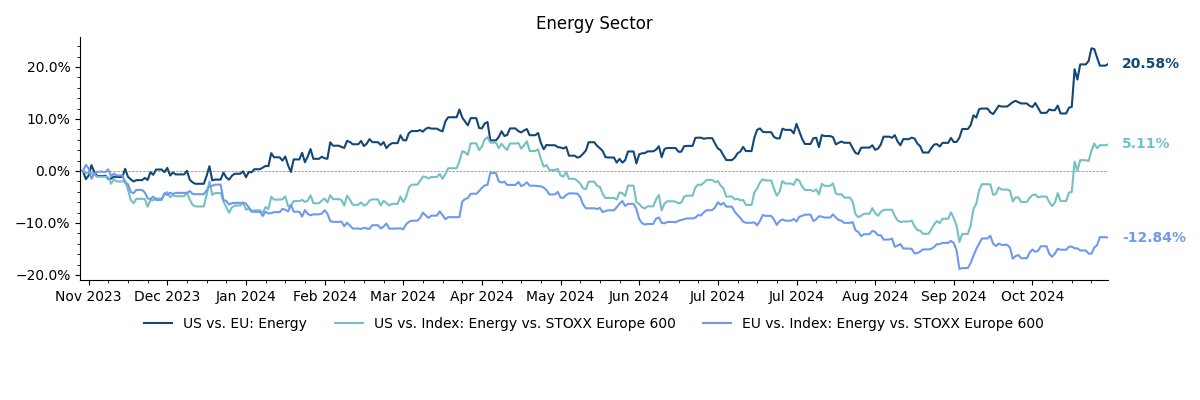 Energy Sector
20.0%
10.0%
0.0%
−10.0%
−20.0%
20.58%
5.11%
-12.84%
Nov 2023 Dec 2023 Jan 2024 Feb 2024 Mar 2024 Apr 2024 May 2024 Jun 2024 Jul 2024 Jul 2024 Aug 2024 Sep 2024 Oct 2024
US vs. EU: Energy US vs. Index: Energy vs. STOXX Europe 600 EU vs. Index: Energy vs. STOXX Europe 600